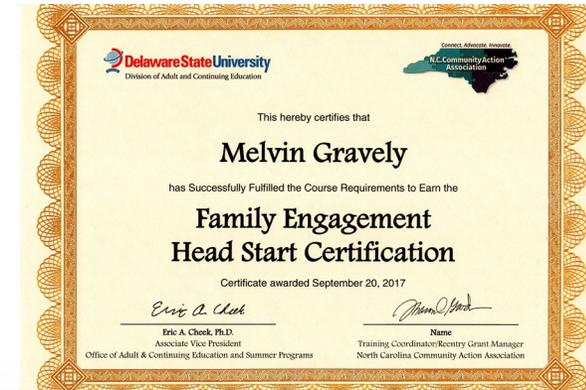 Delaware State University
Division of Adult and Continuing Education
Connect. Advocate. Innovate.
N.C. Community Action
Association
This hereby certifies that
Melvin Gravely
has Successfully Fulfilled the Course Requirements to Earn the
Family Engagement
Head Start Certification
Certificate awarded September 20, 2017
Eric A. Cheek
Eric A. Cheek, Ph.D.
Associate Vice President
Office of Adult & Continuing Education and Summer Programs
Name
Training Coordinator/Reentry Grant Manager
North Carolina Community Action Association